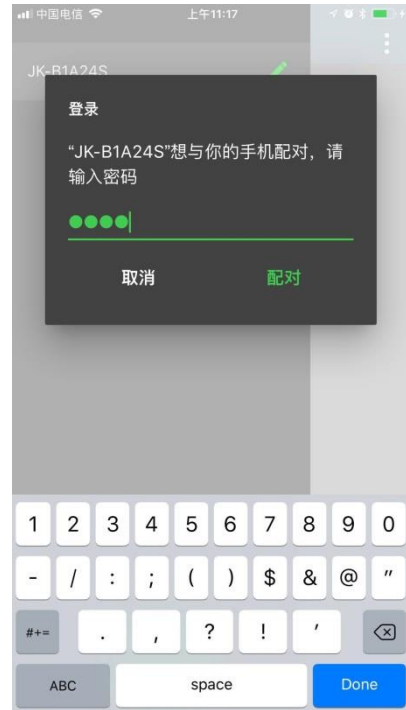 中国电信 上午11:17
JK-B1A24S
登录
“JK-B1A24S”想与你的手机配对，请
输入密码
取消 配对
1 2 3 4 5 6 7 8 9 0
- / : ; ( ) $ & @ "
#+= . , ? ! '
ABC space Done